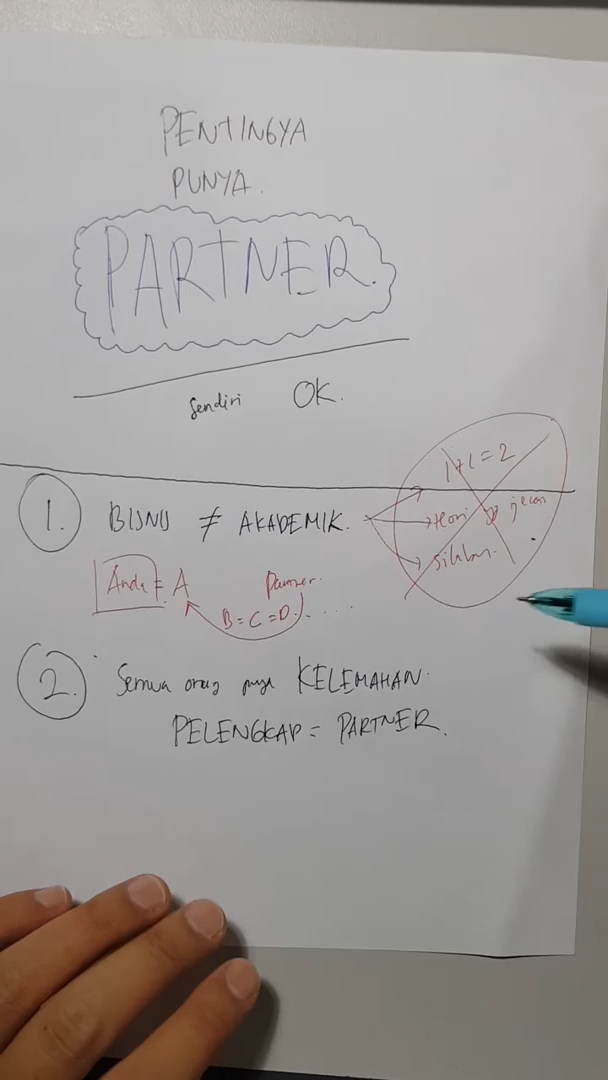 PENTINGYA
PUNYA.
PARTNER.
Sendiri OK.
1. BISNIS ≠ AKADEMIK.
1+1=2
teori
silabus.
Anda = A
Partner.
B=C=D. . . . .
2. Semua orang punya KELEMAHAN.
PELENGKAP = PARTNER.